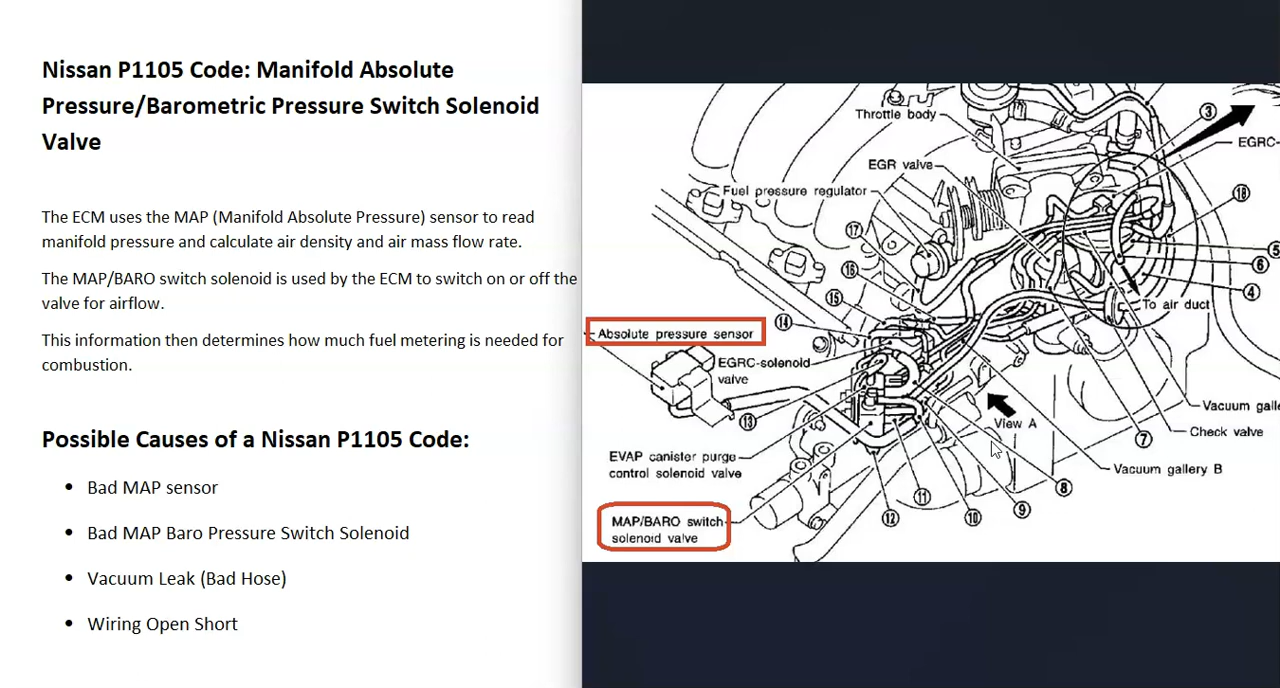 Nissan P1105 Code: Manifold Absolute
Pressure/Barometric Pressure Switch Solenoid
Valve
The ECM uses the MAP (Manifold Absolute Pressure) sensor to read
manifold pressure and calculate air density and air mass flow rate.
The MAP/BARO switch solenoid is used by the ECM to switch on or off the
valve for airflow.
This information then determines how much fuel metering is needed for
combustion.
Possible Causes of a Nissan P1105 Code:
• Bad MAP sensor
• Bad MAP Baro Pressure Switch Solenoid
• Vacuum Leak (Bad Hose)
• Wiring Open Short
Throttle body
③
EGRC-
EGR valve
Fuel pressure regulator
⑱
⑰
⑤
⑥
⑯
④
⑮
To air duct
⑭
Absolute pressure sensor
EGRC-solenoid
valve
⑬
View A
Vacuum galle
Check valve
⑦
EVAP canister purge
control solenoid valve
Vacuum gallery B
⑧
⑪
⑨
⑫
⑩
MAP/BARO switch
solenoid valve